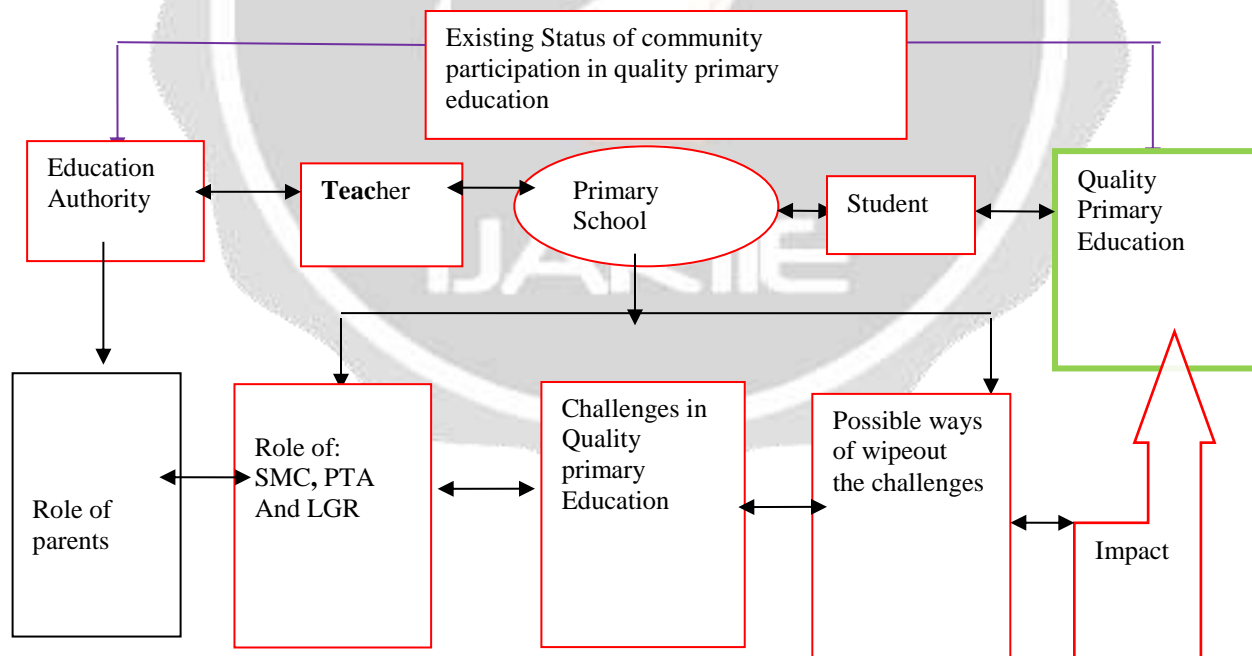 Existing Status of community
participation in quality primary
education
Education
Authority
Teacher
Primary
School
Student
Quality
Primary
Education
IJARIIE
Role of
parents
Role of:
SMC, PTA
And LGR
Challenges in
Quality
primary
Education
Possible ways
of wipeout
the challenges
Impact